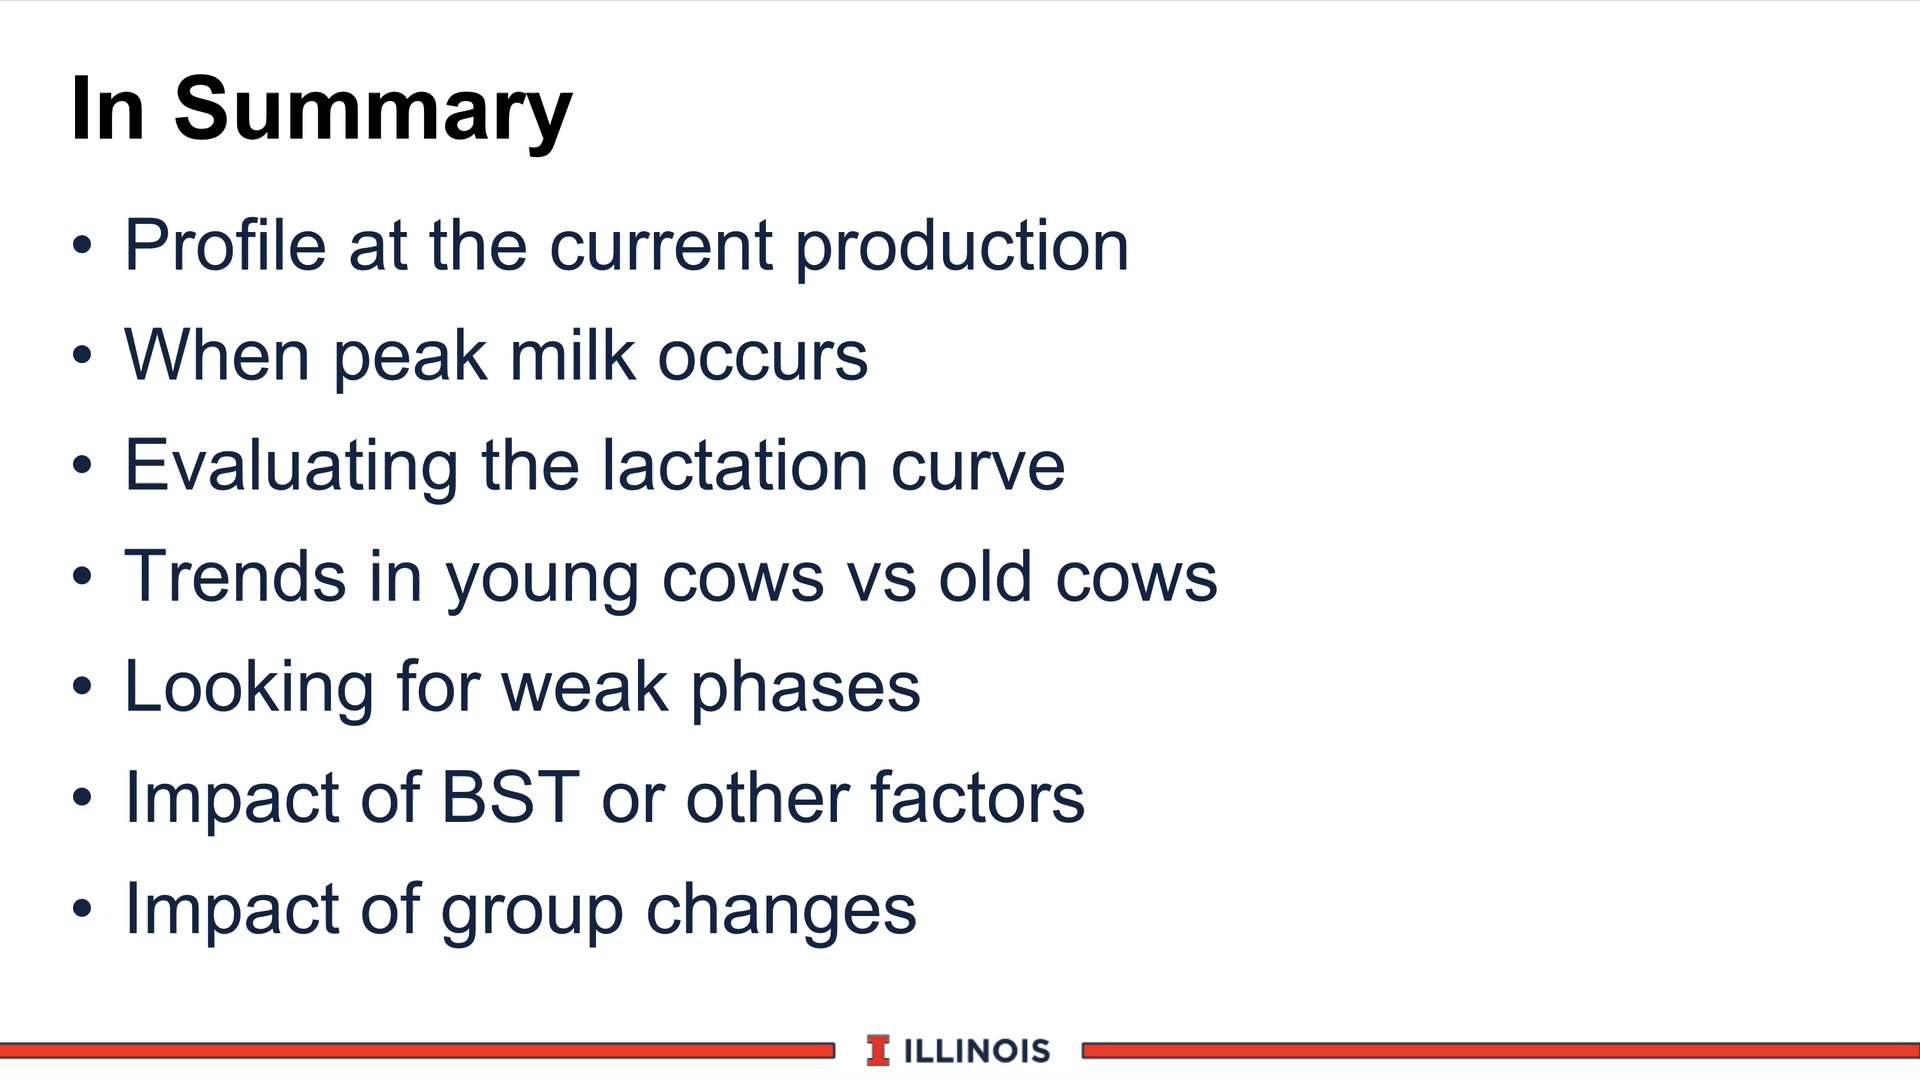 In Summary
• Profile at the current production
• When peak milk occurs
• Evaluating the lactation curve
• Trends in young cows vs old cows
• Looking for weak phases
• Impact of BST or other factors
• Impact of group changes
I ILLINOIS